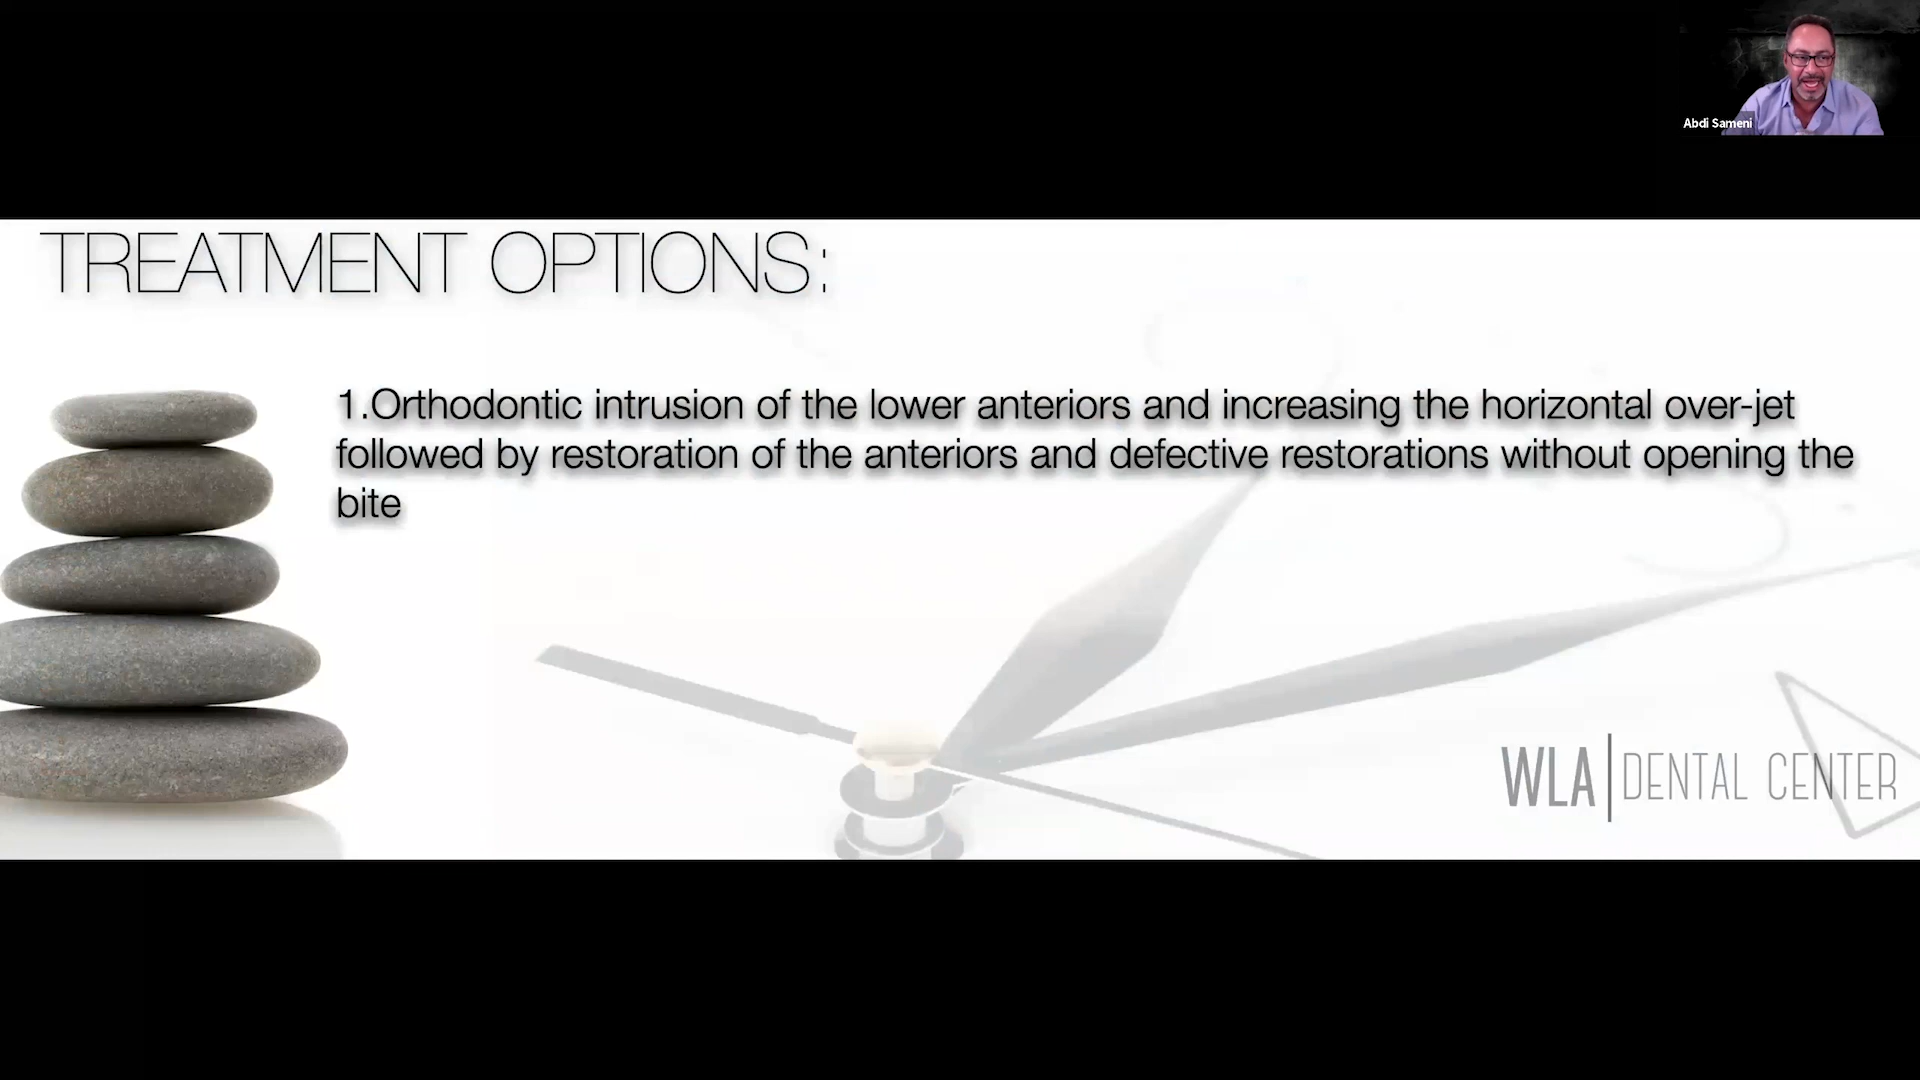 Abdi Sameni
TREATMENT OPTIONS:
1.Orthodontic intrusion of the lower anteriors and increasing the horizontal over-jet
followed by restoration of the anteriors and defective restorations without opening the
bite
WLA | DENTAL CENTER